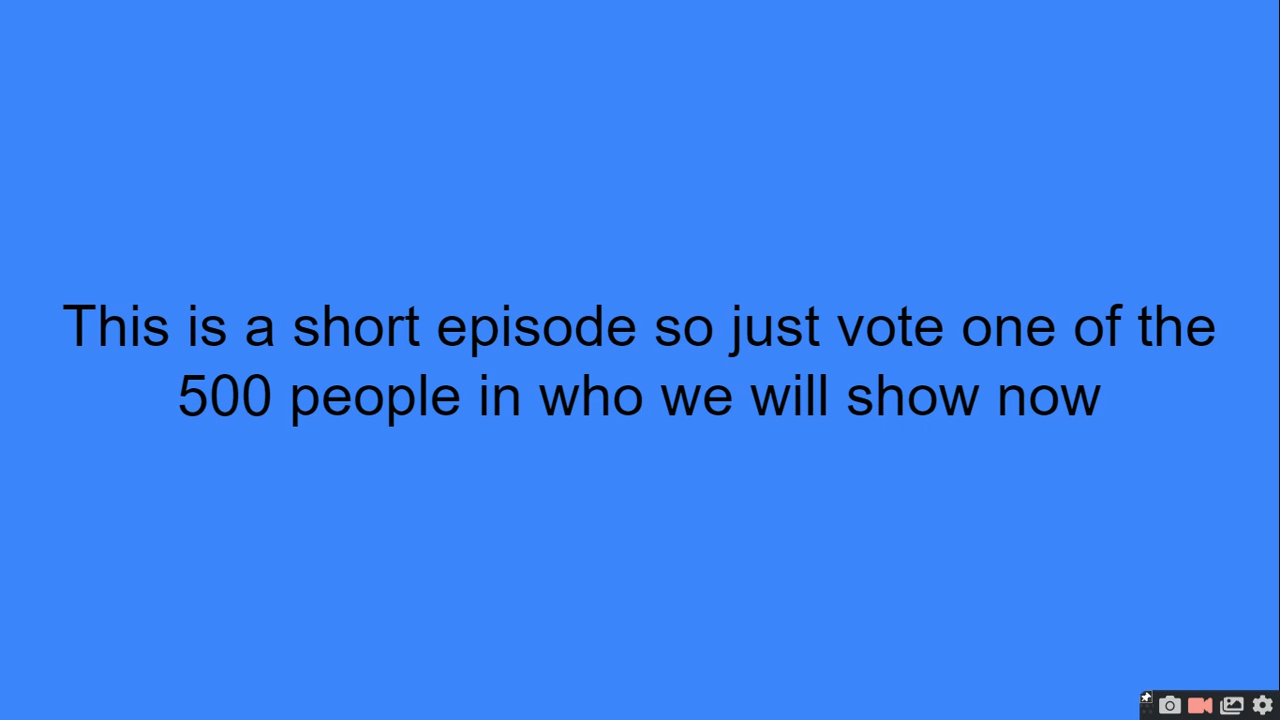 This is a short episode so just vote one of the
500 people in who we will show now